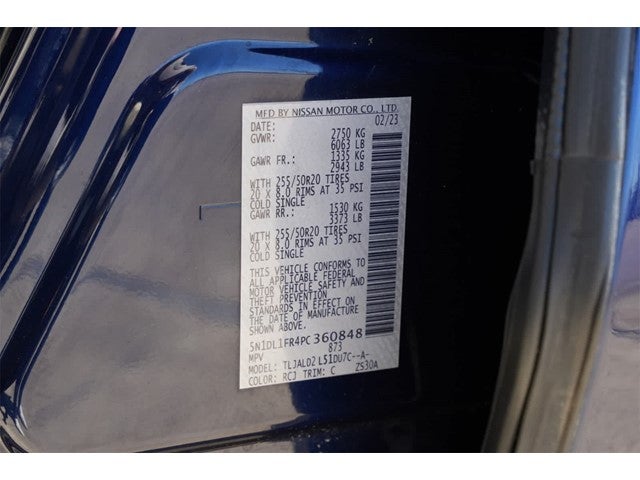 MFD BY NISSAN MOTOR CO., LTD.
DATE: 02/23
GVWR: 2750 KG
6063 LB
GAWR FR.: 1335 KG
2943 LB
WITH 255/50R20 TIRES
20 X 8.0 RIMS AT 35 PSI
COLD SINGLE
GAWR RR.: 1530 KG
3373 LB
WITH 255/50R20 TIRES
20 X 8.0 RIMS AT 35 PSI
COLD SINGLE
THIS VEHICLE CONFORMS TO
ALL APPLICABLE FEDERAL
MOTOR VEHICLE SAFETY AND
THEFT PREVENTION
STANDARDS IN EFFECT ON
THE DATE OF MANUFACTURE
SHOWN ABOVE.
5N1DL1FR4PC360848
MPV 873
MODEL: TLJALD2 L51DU7C--A-
COLOR: RCJ TRIM: C ZS30A